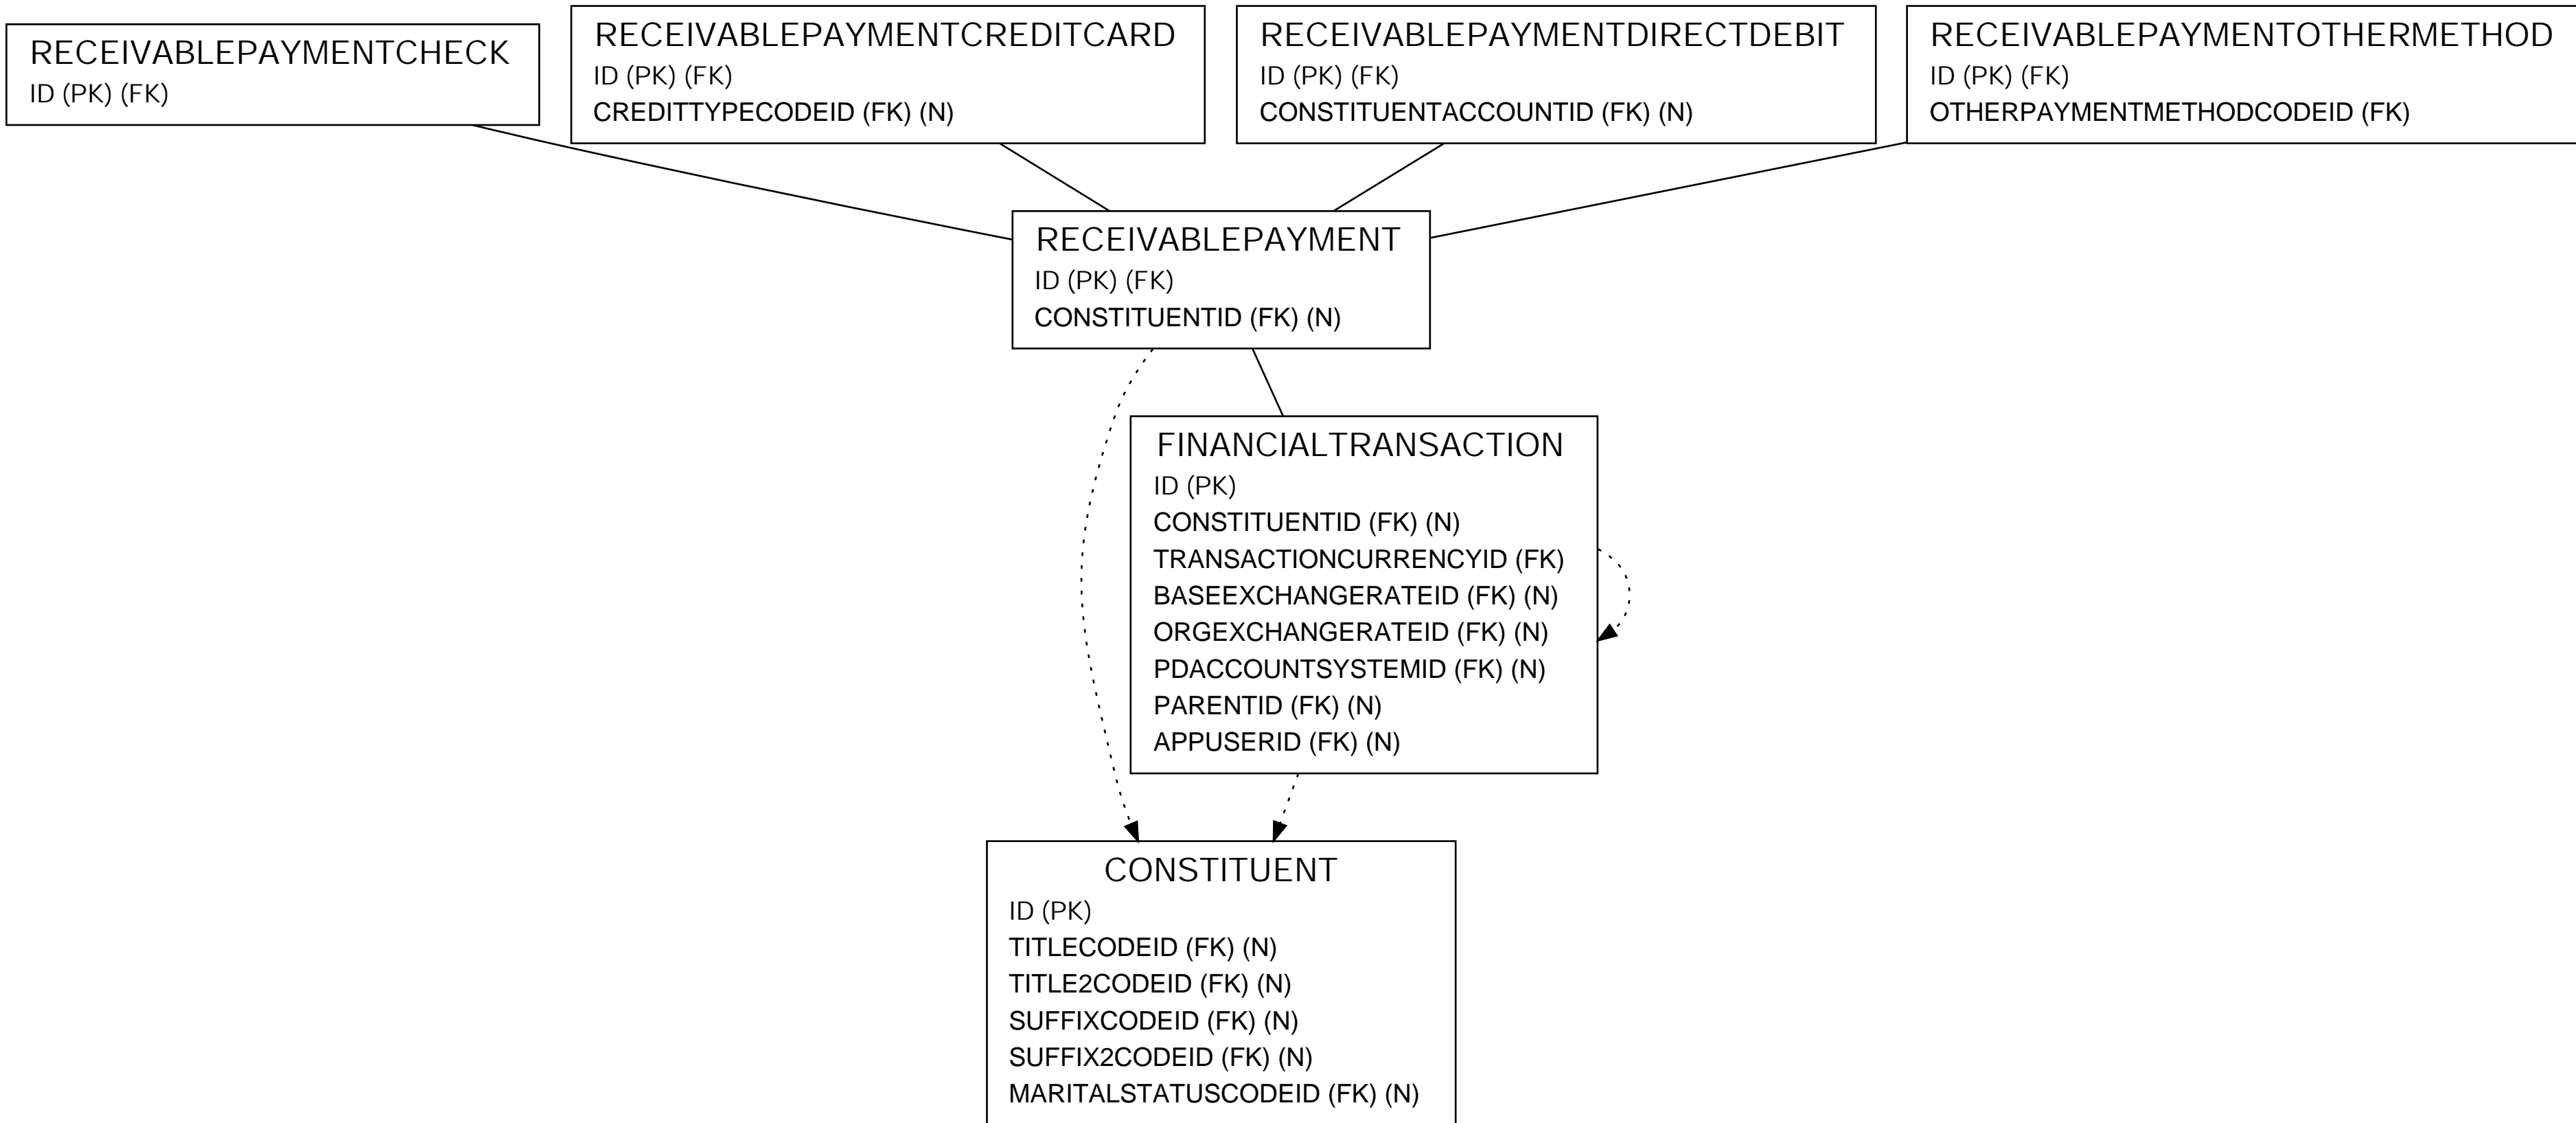 RECEIVABLEPAYMENTCHECK
ID (PK) (FK)
RECEIVABLEPAYMENTCREDITCARD
ID (PK) (FK)
CREDITTYPECODEID (FK) (N)
RECEIVABLEPAYMENTDIRECTDEBIT
ID (PK) (FK)
CONSTITUENTACCOUNTID (FK) (N)
RECEIVABLEPAYMENTOTHERMETHOD
ID (PK) (FK)
OTHERPAYMENTMETHODCODEID (FK)
RECEIVABLEPAYMENT
ID (PK) (FK)
CONSTITUENTID (FK) (N)
FINANCIALTRANSACTION
ID (PK)
CONSTITUENTID (FK) (N)
TRANSACTIONCURRENCYID (FK)
BASEEXCHANGERATEID (FK) (N)
ORGEXCHANGERATEID (FK) (N)
PDACCOUNTSYSTEMID (FK) (N)
PARENTID (FK) (N)
APPUSERID (FK) (N)
CONSTITUENT
ID (PK)
TITLECODEID (FK) (N)
TITLE2CODEID (FK) (N)
SUFFIXCODEID (FK) (N)
SUFFIX2CODEID (FK) (N)
MARITALSTATUSCODEID (FK) (N)